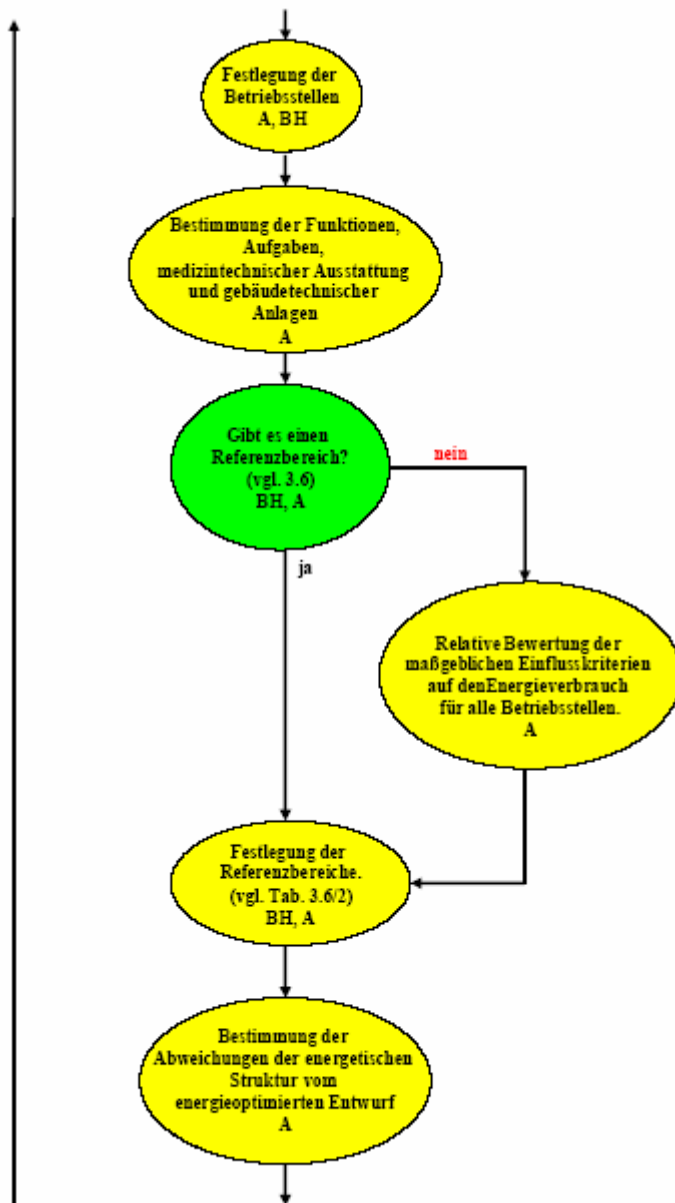 Festlegung der
Betriebsstellen
A, BH
Bestimmung der Funktionen,
Aufgaben,
medizintechnischer Ausstattung
und gebäudetechnischer
Anlagen
A
Gibt es einen
Referenzbereich?
(vgl. 3.6)
BH, A
nein
ja
Relative Bewertung der
maßgeblichen Einflusskriterien
auf denEnergieverbrauch
für alle Betriebsstellen.
A
Festlegung der
Referenzbereiche.
(vgl. Tab. 3.6/2)
BH, A
Bestimmung der
Abweichungen der energetischen
Struktur vom
energieoptimierten Entwurf
A